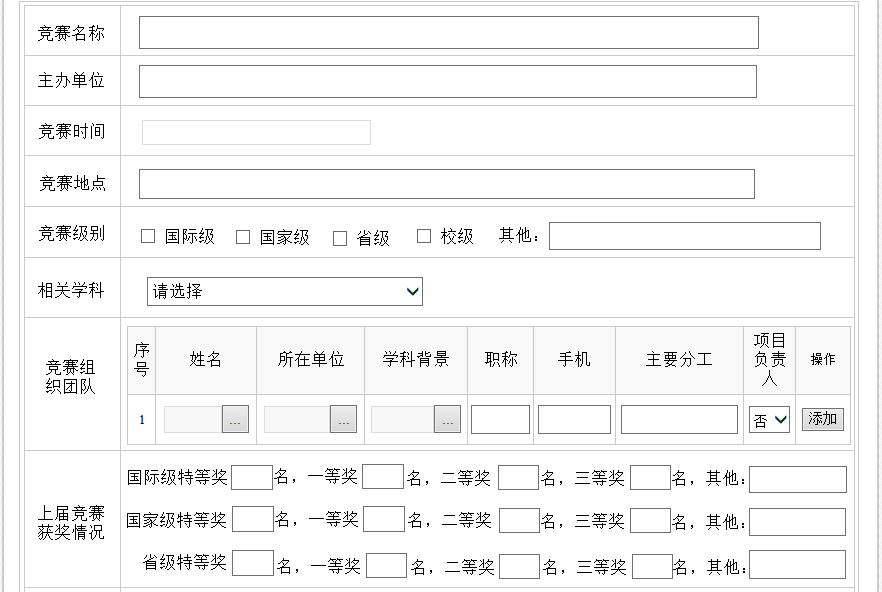 竞赛名称
主办单位
竞赛时间
竞赛地点
竞赛级别 国际级 国家级 省级 校级 其他：
相关学科 请选择
竞赛组
织团队
序号 姓名 所在单位 学科背景 职称 手机 主要分工 项目负责人 操作
1 ... ... ... 否 添加
上届竞赛
获奖情况
国际级特等奖 名，一等奖 名，二等奖 名，三等奖 名，其他：
国家级特等奖 名，一等奖 名，二等奖 名，三等奖 名，其他：
省级特等奖 名，一等奖 名，二等奖 名，三等奖 名，其他：